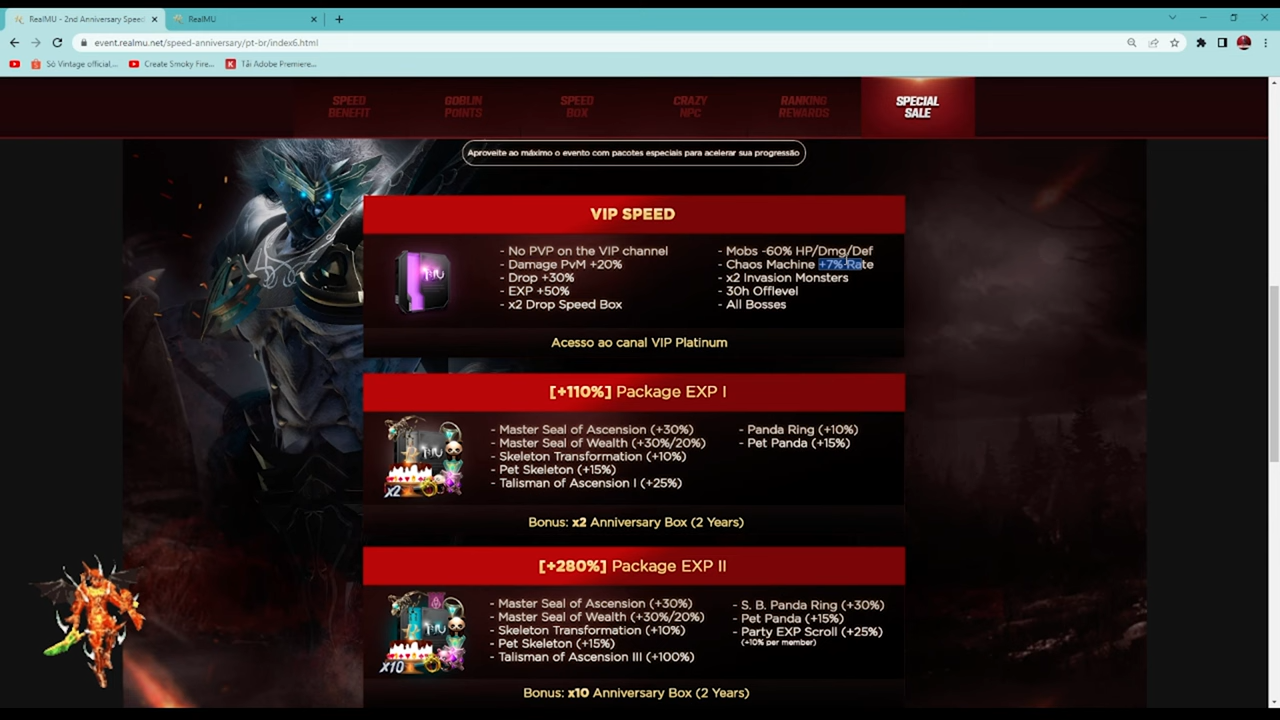 RealMU - 2nd Anniversary Speed
RealMU
event.realmu.net/speed-anniversary/pt-br/index6.html
Só Vintage official,...
Create Smoky Fire...
Tải Adobe Premiere...
SPEED
BENEFIT
GOBLIN
POINTS
SPEED
BOX
CRAZY
NPC
RANKING
REWARDS
SPECIAL
SALE
Aproveite ao máximo o evento com pacotes especiais para acelerar sua progressão
VIP SPEED
- No PVP on the VIP channel
- Damage PvM +20%
- Drop +30%
- EXP +50%
- x2 Drop Speed Box
- Mobs -60% HP/Dmg/Def
- Chaos Machine +7% Rate
- x2 Invasion Monsters
- 30h Offlevel
- All Bosses
Acesso ao canal VIP Platinum
[+110%] Package EXP I
- Master Seal of Ascension (+30%)
- Master Seal of Wealth (+30%/20%)
- Skeleton Transformation (+10%)
- Pet Skeleton (+15%)
- Talisman of Ascension I (+25%)
- Panda Ring (+10%)
- Pet Panda (+15%)
x2
Bonus: x2 Anniversary Box (2 Years)
[+280%] Package EXP II
- Master Seal of Ascension (+30%)
- Master Seal of Wealth (+30%/20%)
- Skeleton Transformation (+10%)
- Pet Skeleton (+15%)
- Talisman of Ascension III (+100%)
- S. B. Panda Ring (+30%)
- Pet Panda (+15%)
- Party EXP Scroll (+25%)
(+10% per member)
x10
Bonus: x10 Anniversary Box (2 Years)